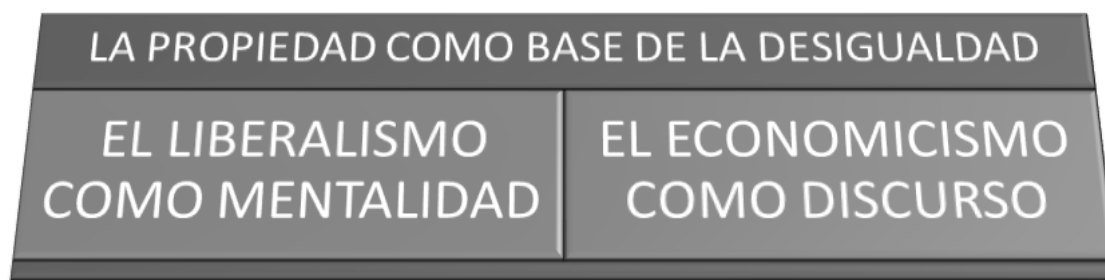 LA PROPIEDAD COMO BASE DE LA DESIGUALDAD
EL LIBERALISMO
COMO MENTALIDAD
EL ECONOMICISMO
COMO DISCURSO